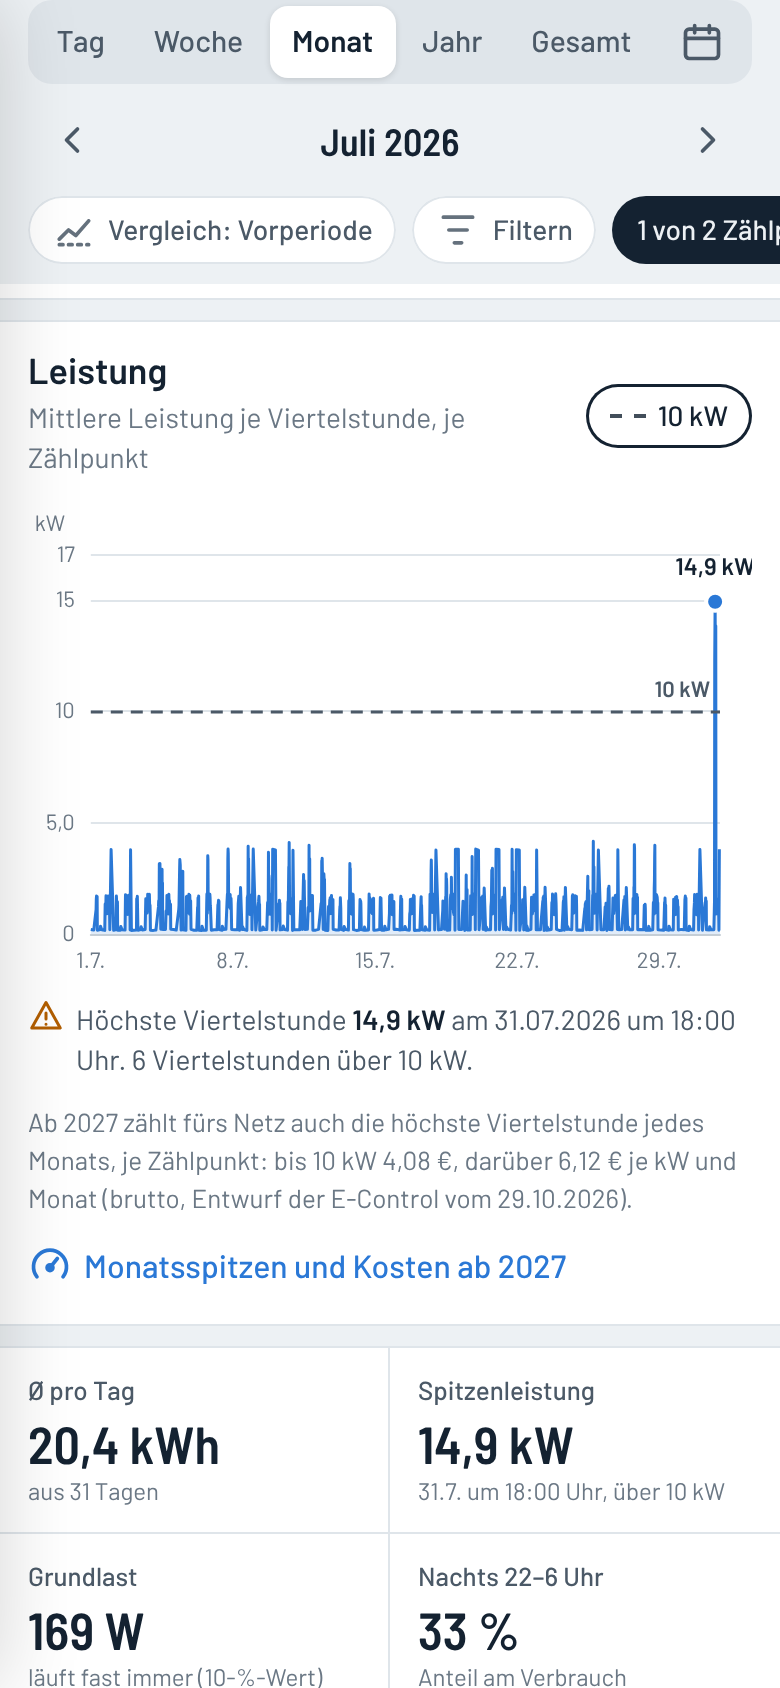 Tag Woche Monat Jahr Gesamt
Juli 2026
Vergleich: Vorperiode Filtern 1 von 2 Zählp
Leistung
Mittlere Leistung je Viertelstunde, je
Zählpunkt
10 kW
kW
17
14,9 kW
15
10 kW
10
5,0
0
1.7. 8.7. 15.7. 22.7. 29.7.
Höchste Viertelstunde 14,9 kW am 31.07.2026 um 18:00
Uhr. 6 Viertelstunden über 10 kW.
Ab 2027 zählt fürs Netz auch die höchste Viertelstunde jedes
Monats, je Zählpunkt: bis 10 kW 4,08 €, darüber 6,12 € je kW und
Monat (brutto, Entwurf der E-Control vom 29.10.2026).
Monatsspitzen und Kosten ab 2027
Ø pro Tag
20,4 kWh
aus 31 Tagen
Spitzenleistung
14,9 kW
31.7. um 18:00 Uhr, über 10 kW
Grundlast
169 W
läuft fast immer (10-%-Wert)
Nachts 22–6 Uhr
33 %
Anteil am Verbrauch